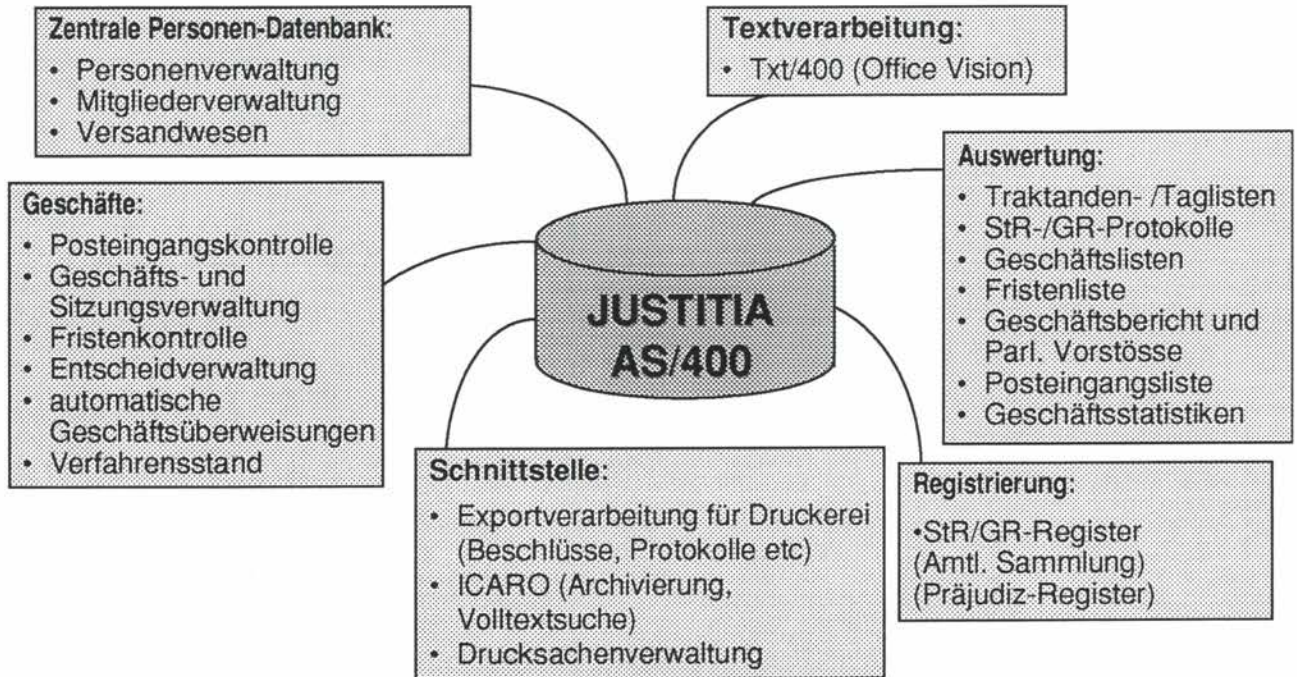 Zentrale Personen-Datenbank:
• Personenverwaltung
• Mitgliederverwaltung
• Versandwesen
Textverarbeitung:
• Txt/400 (Office Vision)
Geschäfte:
• Posteingangskontrolle
• Geschäfts- und
Sitzungsverwaltung
• Fristenkontrolle
• Entscheidverwaltung
• automatische
Geschäftsüberweisungen
• Verfahrensstand
JUSTITIA
AS/400
Auswertung:
• Traktanden- /Taglisten
• StR-/GR-Protokolle
• Geschäftslisten
• Fristenliste
• Geschäftsbericht und
Parl. Vorstösse
• Posteingangsliste
• Geschäftsstatistiken
Schnittstelle:
• Exportverarbeitung für Druckerei
(Beschlüsse, Protokolle etc)
• ICARO (Archivierung,
Volltextsuche)
• Drucksachenverwaltung
Registrierung:
•StR/GR-Register
(Amtl. Sammlung)
(Präjudiz-Register)